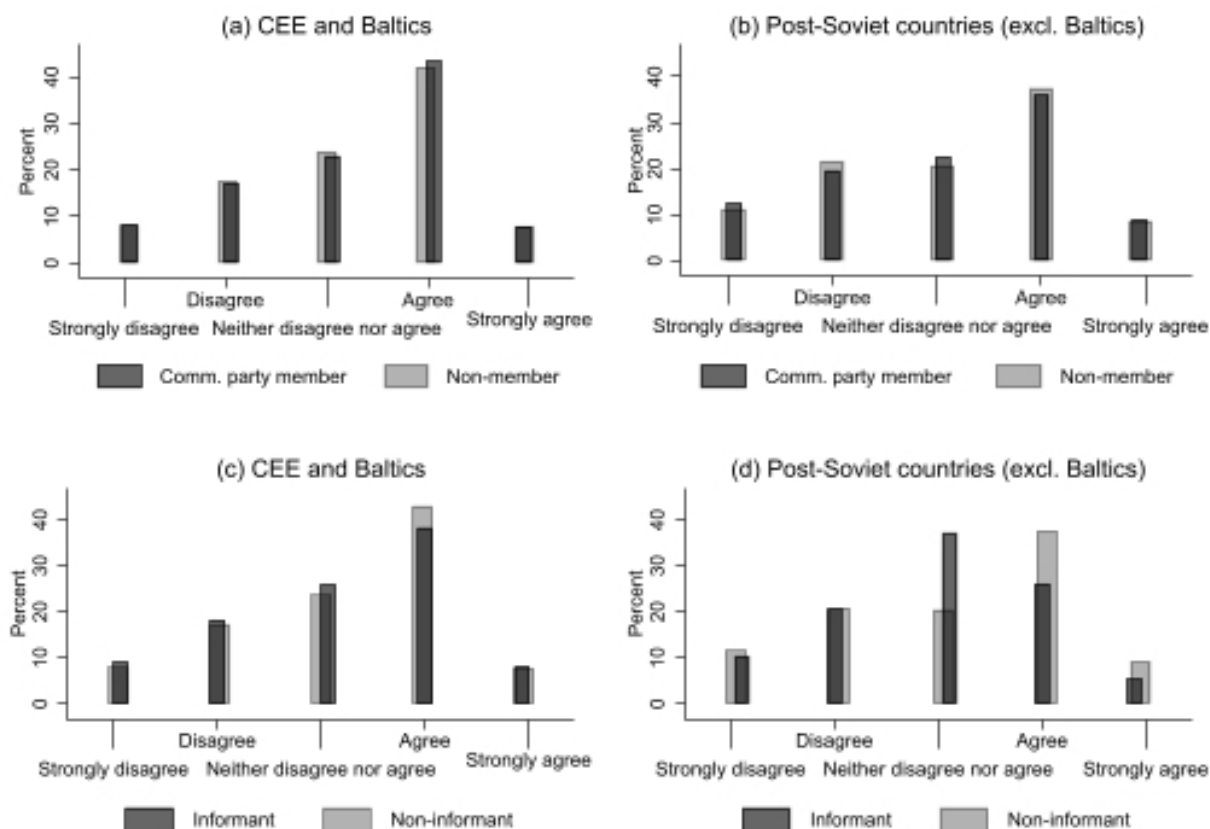 (a) CEE and Baltics
Percent
40
30
20
10
0
Disagree
Agree
Strongly disagree
Neither disagree nor agree
Strongly agree
Comm. party member
Non-member
(b) Post-Soviet countries (excl. Baltics)
Percent
40
30
20
10
0
Disagree
Agree
Strongly disagree
Neither disagree nor agree
Strongly agree
Comm. party member
Non-member
(c) CEE and Baltics
Percent
40
30
20
10
0
Disagree
Agree
Strongly disagree
Neither disagree nor agree
Strongly agree
Informant
Non-informant
(d) Post-Soviet countries (excl. Baltics)
Percent
40
30
20
10
0
Disagree
Agree
Strongly disagree
Neither disagree nor agree
Strongly agree
Informant
Non-informant